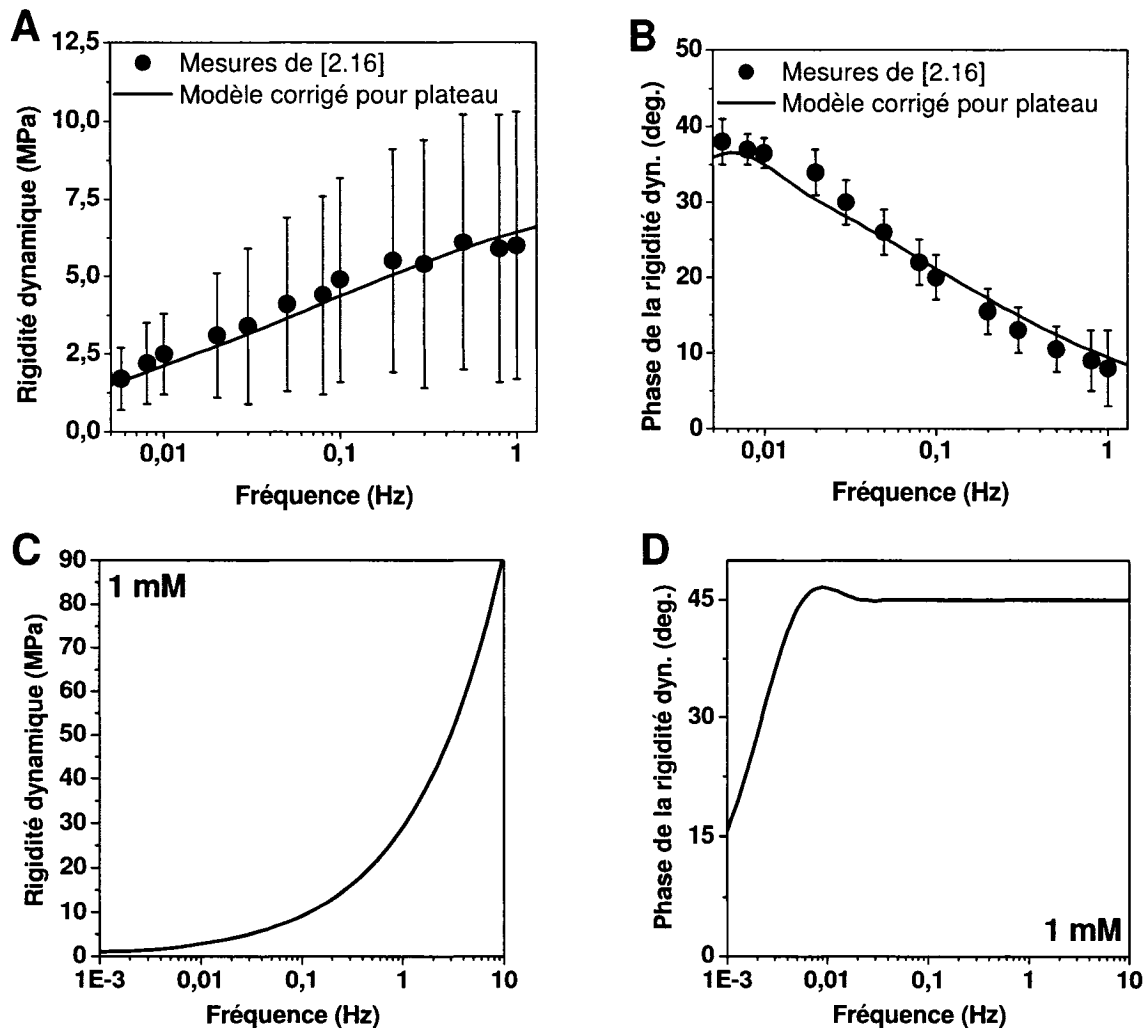 A
Rigidité dynamique (MPa)
12,5
10,0
7,5
5,0
2,5
0,0
Mesures de [2.16]
Modèle corrigé pour plateau
0,01
0,1
1
Fréquence (Hz)
B
Phase de la rigidité dyn. (deg.)
50
40
30
20
10
0
Mesures de [2.16]
Modèle corrigé pour plateau
0,01
0,1
1
Fréquence (Hz)
C
Rigidité dynamique (MPa)
90
80
70
60
50
40
30
20
10
0
1 mM
1E-3
0,01
0,1
1
10
Fréquence (Hz)
D
Phase de la rigidité dyn. (deg.)
45
30
15
0
1 mM
1E-3
0,01
0,1
1
10
Fréquence (Hz)